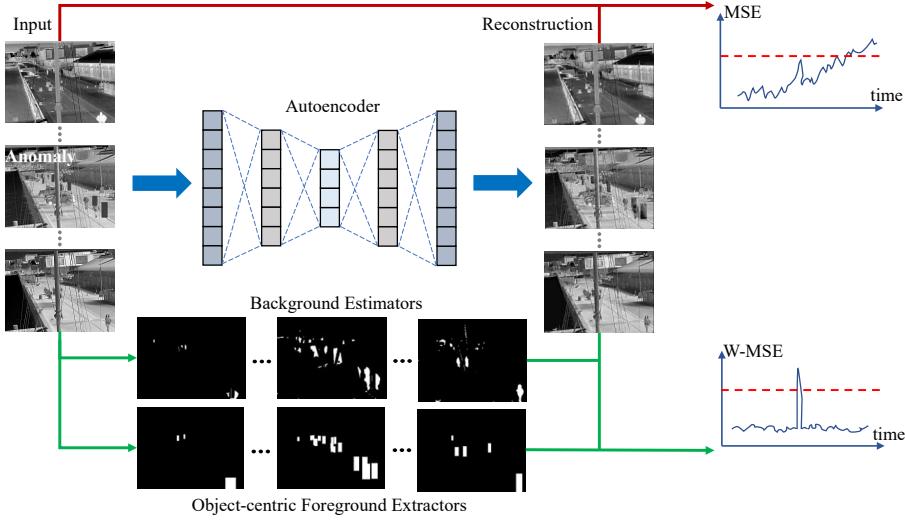 Input
Reconstruction
MSE
time
Autoencoder
Anomaly
Background Estimators
W-MSE
time
Object-centric Foreground Extractors